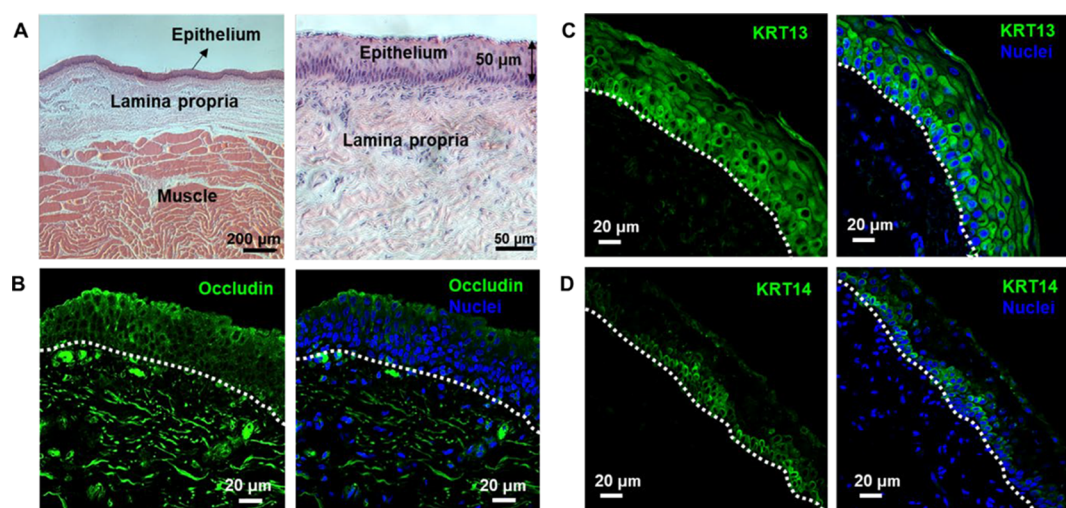 A
Epithelium
Lamina propria
Muscle
200 µm
Epithelium
50 µm
Lamina propria
50 µm
B
Occludin
20 µm
Occludin
Nuclei
20 µm
C
KRT13
20 µm
KRT13
Nuclei
20 µm
D
KRT14
20 µm
KRT14
Nuclei
20 µm